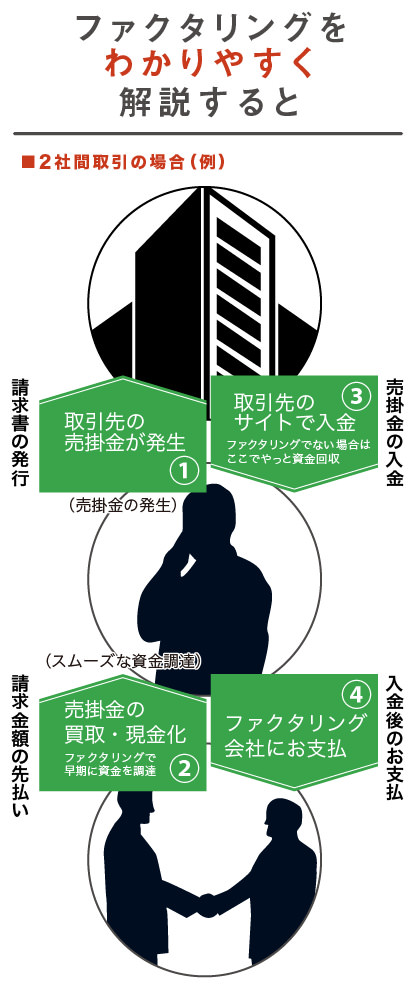 ファクタリングを
わかりやすく
解説すると
■2社間取引の場合（例）
請求書の発行
取引先の
売掛金が発生
①
（売掛金の発生）
③
取引先の
サイトで入金
ファクタリングでない場合は
ここでやっと資金回収
売掛金の入金
（スムーズな資金調達）
請求金額の先払い
売掛金の
買取・現金化
ファクタリングで
早期に資金を調達
②
④
ファクタリング
会社にお支払
入金後のお支払